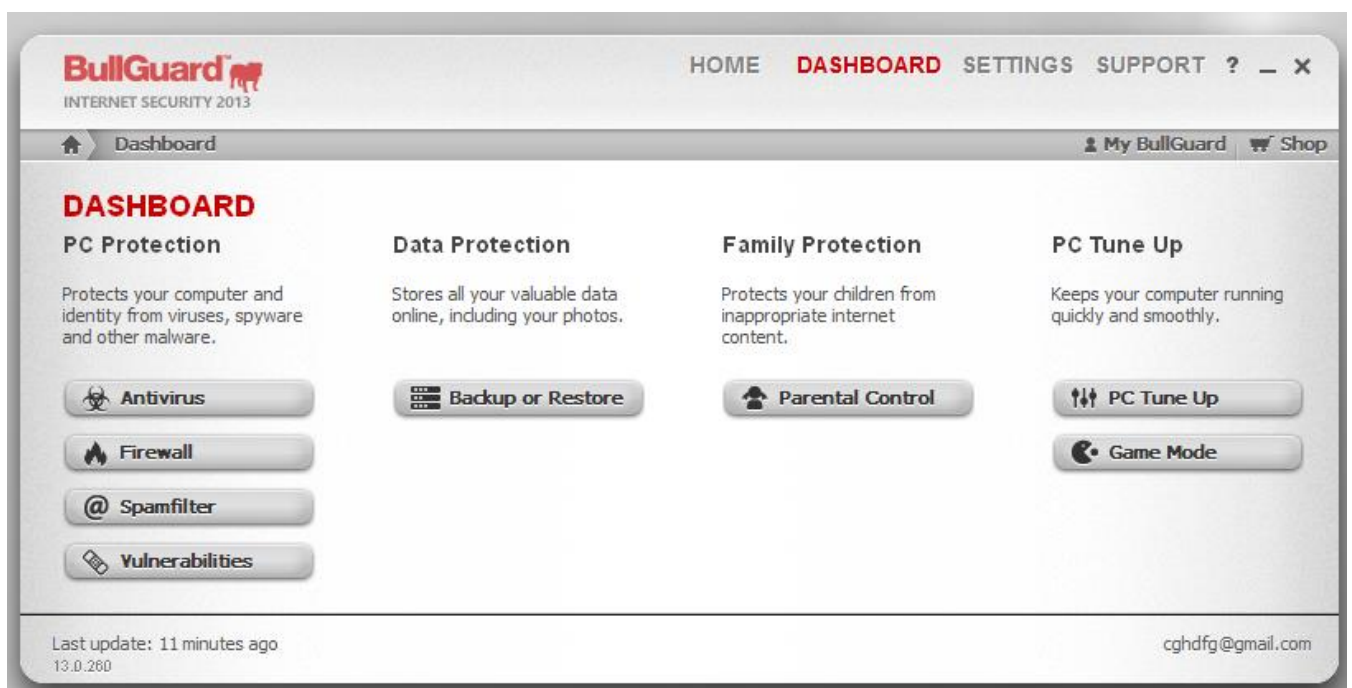 BullGuard™
INTERNET SECURITY 2013
HOME DASHBOARD SETTINGS SUPPORT ?
Dashboard
My BullGuard
Shop
DASHBOARD
PC Protection
Protects your computer and
identity from viruses, spyware
and other malware.
Antivirus
Firewall
@ Spamfilter
Vulnerabilities
Data Protection
Stores all your valuable data
online, including your photos.
Backup or Restore
Family Protection
Protects your children from
inappropriate internet
content.
Parental Control
PC Tune Up
Keeps your computer running
quickly and smoothly.
PC Tune Up
Game Mode
Last update: 11 minutes ago
13.0.260
cghdfg@gmail.com